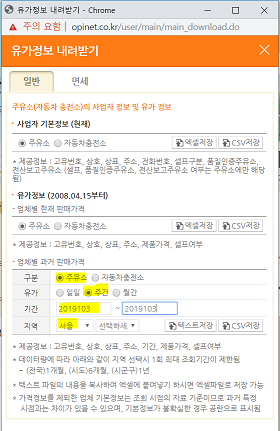 유가정보 내려받기 - Chrome
주의 요함 | opinet.co.kr/user/main/main_download.do
유가정보 내려받기
일반 면세
주유소(자동차 충전소)의 사업자 정보 및 유가 정보
· 사업자 기본정보 (현재)
주유소 자동차충전소 엑셀저장 CSV저장
* 제공정보 : 고유번호, 상호, 상표, 주소, 전화번호, 셀프구분, 품질인증주유소,
전산보고주유소 (셀프, 품질인증주유소, 전산보고주유소 여부는 주유소에만 해당
됨)
· 유가정보 (2008.04.15부터)
- 업체별 현재 판매가격
주유소 자동차충전소 엑셀저장 CSV저장
* 제공정보 : 고유번호, 상호, 상표, 주소, 제품가격, 셀프여부
- 업체별 과거 판매가격
구분 주유소 자동차충전소
유가 일일 주간 월간
기간 2019103 ~ 2019103
지역 서울 선택하세 텍스트저장 CSV저장
* 제공정보 : 고유번호, 상호, 상표, 주소, 기간, 제품가격, 셀프여부
* 데이터량에 따라 아래와 같이 지역 선택시 1회 최대 조회기간이 제한됨
- (전국)1개월, (시도)6개월, (시군구)1년
* 텍스트 파일의 내용을 복사하여 엑셀에 붙여넣기 하시면 엑셀파일로 저장 가능
* 가격정보를 제외한 업체 기본정보는 조회 시점의 자료 기준이므로 과거 특정
시점과는 차이가 있을 수 있으며, 기본정보가 불확실한 경우 공란으로 표시됨